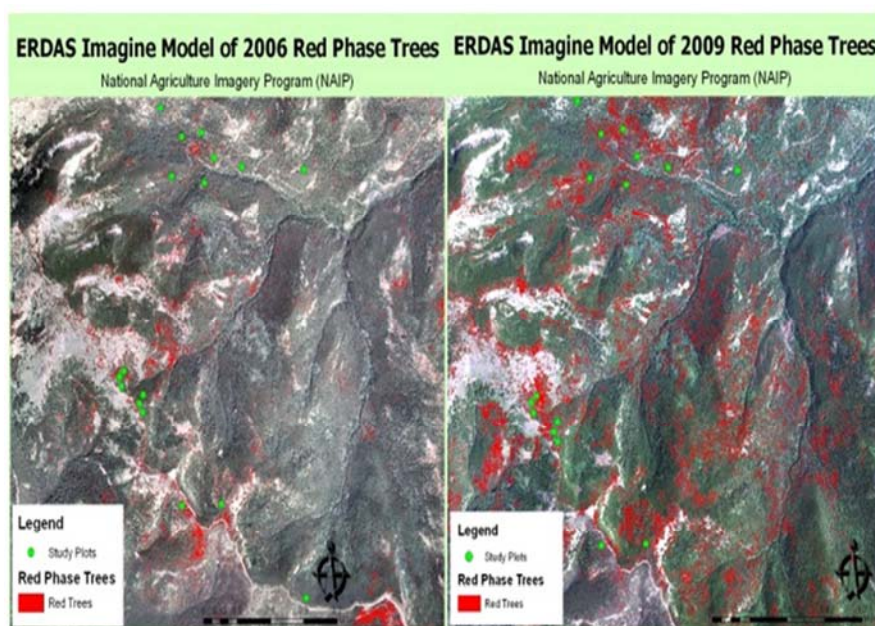 ERDAS Imagine Model of 2006 Red Phase Trees
National Agriculture Imagery Program (NAIP)
Legend
Study Plots
Red Phase Trees
Red Trees
ERDAS Imagine Model of 2009 Red Phase Trees
National Agriculture Imagery Program (NAIP)
Legend
Study Plots
Red Phase Trees
Red Trees